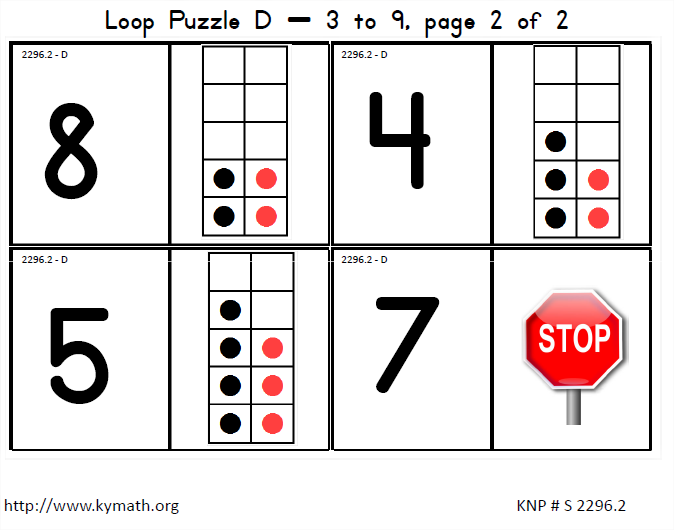 Loop Puzzle D – 3 to 9, page 2 of 2
2296.2 - D
8
2296.2 - D
4
2296.2 - D
5
2296.2 - D
7
STOP
http://www.kymath.org
KNP # S 2296.2